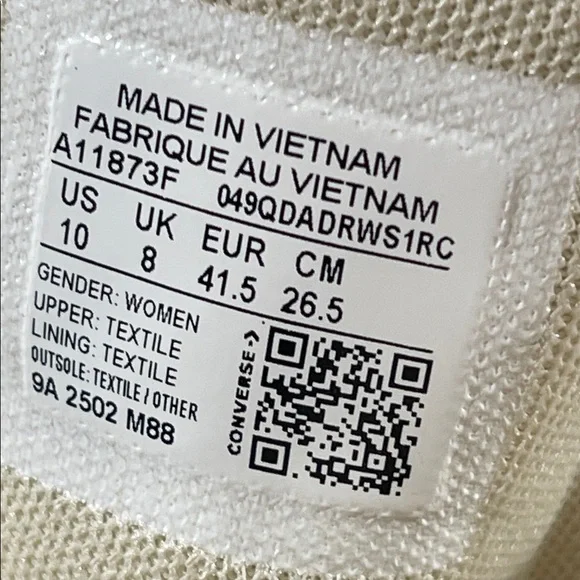 MADE IN VIETNAM
FABRIQUE AU VIETNAM
A11873F 049QDADRWS1RC
US UK EUR CM
10 8 41.5 26.5
GENDER: WOMEN
UPPER: TEXTILE
LINING: TEXTILE
OUTSOLE: TEXTILE / OTHER
9A 2502 M88
CONVERSE->